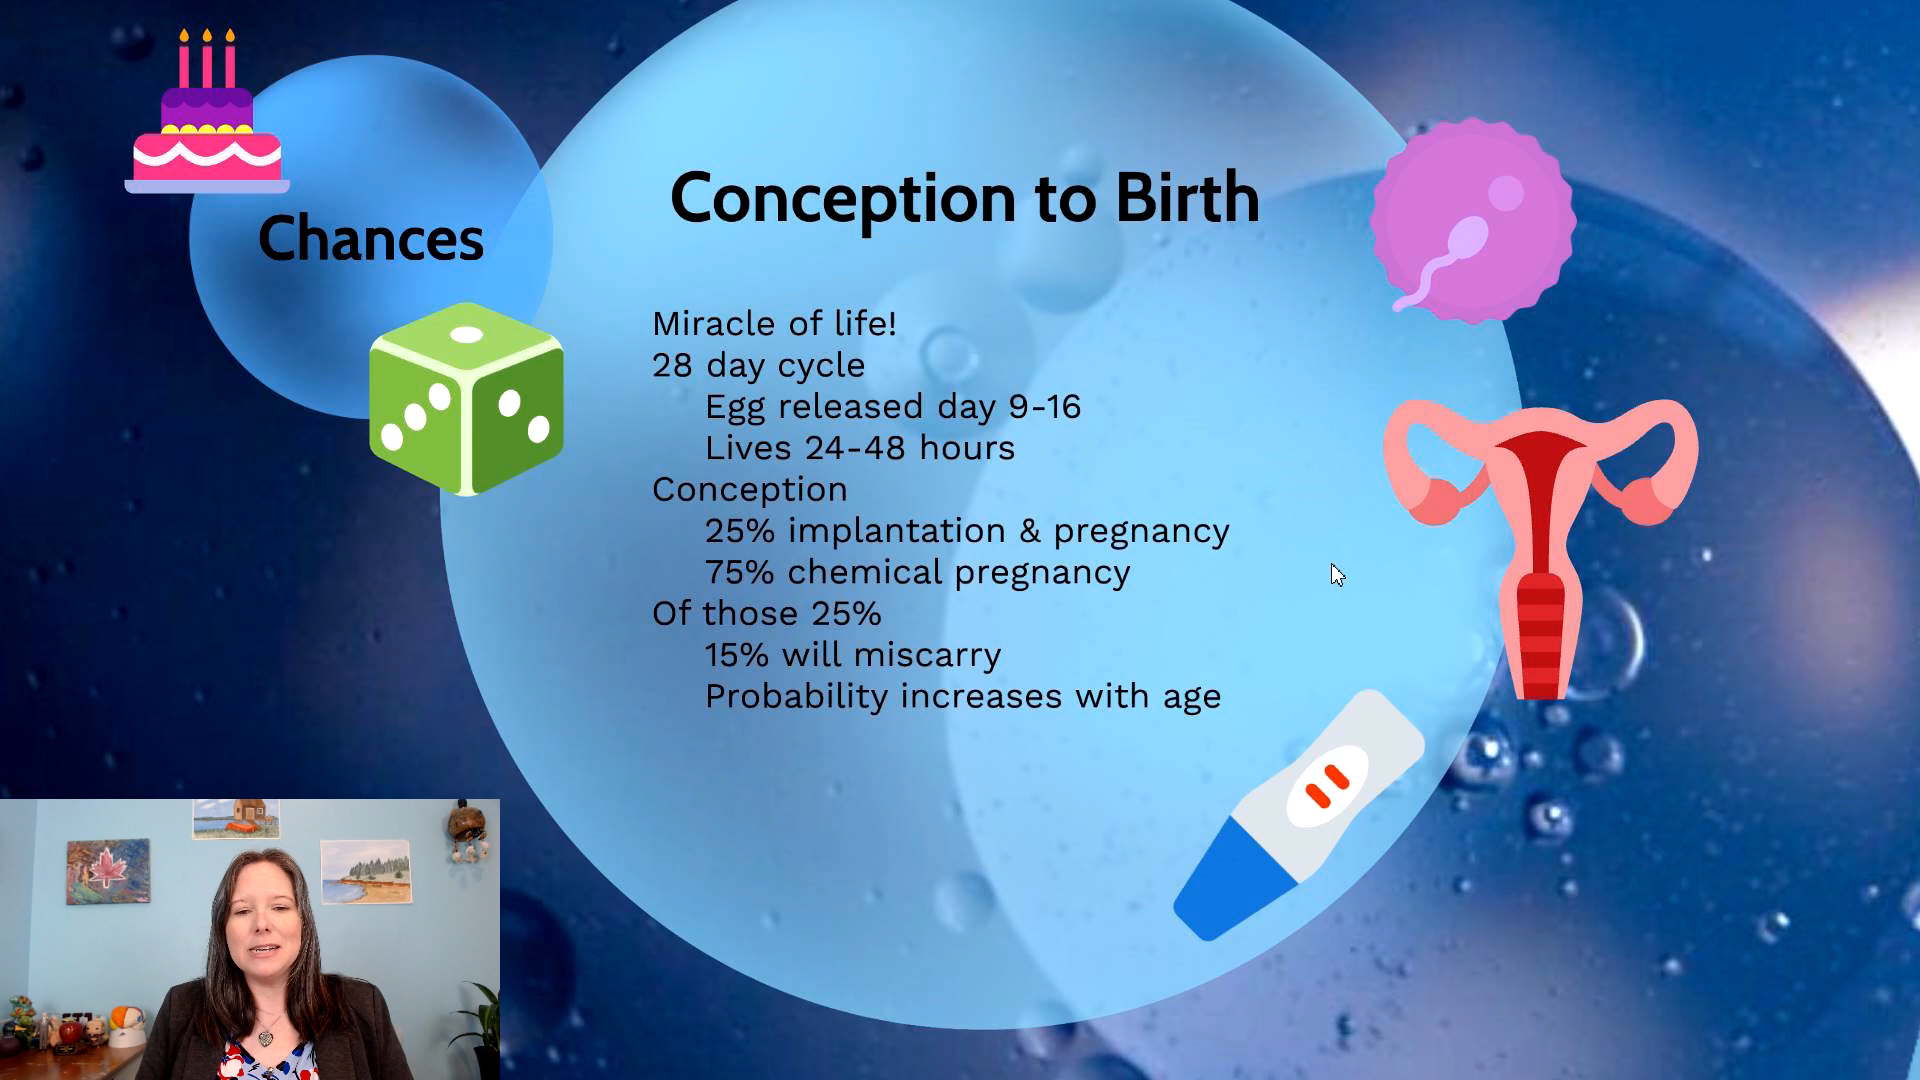 Chances
Conception to Birth
Miracle of life!
28 day cycle
Egg released day 9-16
Lives 24-48 hours
Conception
25% implantation & pregnancy
75% chemical pregnancy
Of those 25%
15% will miscarry
Probability increases with age